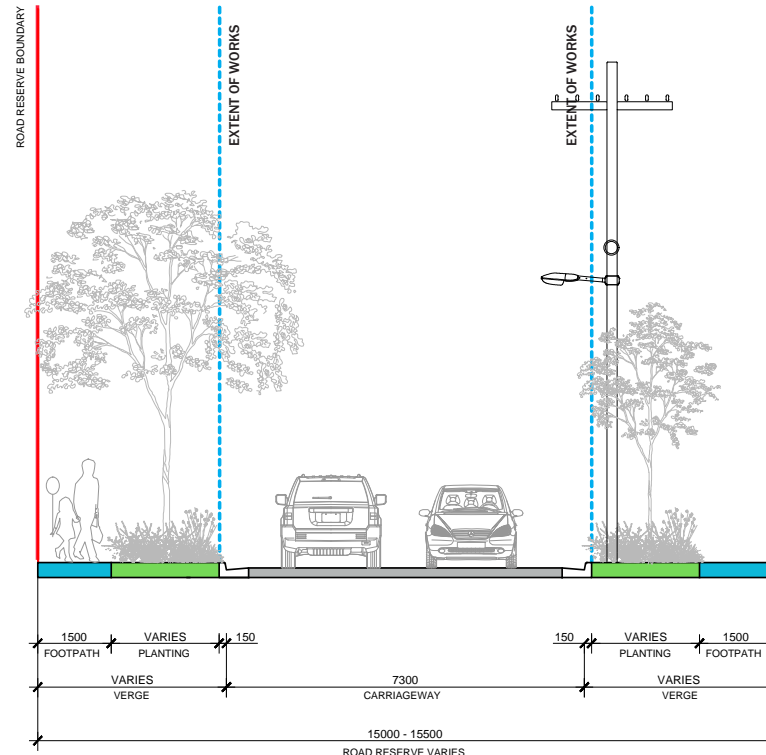 ROAD RESERVE BOUNDARY
EXTENT OF WORKS
EXTENT OF WORKS
1500
FOOTPATH
VARIES
PLANTING
150
150
VARIES
PLANTING
1500
FOOTPATH
VARIES
VERGE
7300
CARRIAGEWAY
VARIES
VERGE
15000 - 15500
ROAD RESERVE VARIES